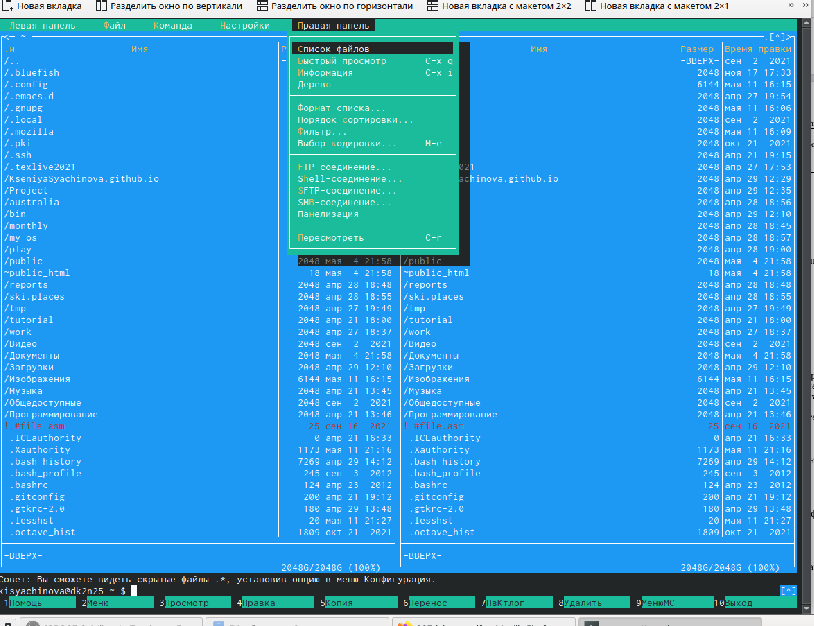 Новая вкладка Разделить окно по вертикали Разделить окно по горизонтали Новая вкладка с макетом 2×2 Новая вкладка с макетом 2×1
Левая панель Файл Команда Настройки Правая панель
<─ ~ .[^]>
.и Имя Имя Размер Время правки
/.. -ВВЕРХ- сен 2 2021
/.bluefish 2048 ноя 17 17:33
/.config 6144 мая 11 16:15
/.emacs.d 2048 апр 27 19:54
/.gnupg 2048 мая 11 16:06
/.local 2048 сен 2 2021
/.mozilla 2048 мая 11 16:09
/.pki 2048 окт 21 2021
/.ssh 2048 апр 21 19:15
/.texlive2021 021 2048 апр 27 17:53
/KseniyaSyachinova.github.io achinova.github.io 2048 апр 29 12:29
/Project 2048 апр 29 12:35
/australia 2048 апр 28 18:56
/bin 2048 апр 29 12:10
/monthly 2048 апр 28 18:45
/my_os 2048 апр 28 18:57
/play 2048 апр 28 19:00
/public 2048 мая 4 21:58 /public 2048 мая 4 21:58
~public_html 18 мая 4 21:58 ~public_html 18 мая 4 21:58
/reports 2048 апр 28 18:48 /reports 2048 апр 28 18:48
/ski.places 2048 апр 28 18:55 /ski.places 2048 апр 28 18:55
/tmp 2048 апр 27 19:49 /tmp 2048 апр 27 19:49
/tutorial 2048 апр 21 18:00 /tutorial 2048 апр 21 18:00
/work 2048 апр 27 18:37 /work 2048 апр 27 18:37
/Видео 2048 сен 2 2021 /Видео 2048 сен 2 2021
/Документы 2048 мая 4 21:58 /Документы 2048 мая 4 21:58
/Загрузки 2048 апр 29 12:10 /Загрузки 2048 апр 29 12:10
/Изображения 6144 мая 11 16:15 /Изображения 6144 мая 11 16:15
/Музыка 2048 апр 21 13:45 /Музыка 2048 апр 21 13:45
/Общедоступные 2048 сен 2 2021 /Общедоступные 2048 сен 2 2021
/Программирование 2048 апр 21 13:46 /Программирование 2048 апр 21 13:46
! #file.asm 25 сен 16 2021 ! #file.asm 25 сен 16 2021
.ICEauthority 0 апр 21 16:33 .ICEauthority 0 апр 21 16:33
.Xauthority 1173 мая 11 21:16 .Xauthority 1173 мая 11 21:16
.bash_history 7269 апр 29 14:12 .bash_history 7269 апр 29 14:12
.bash_profile 245 сен 3 2012 .bash_profile 245 сен 3 2012
.bashrc 124 апр 23 2012 .bashrc 124 апр 23 2012
.gitconfig 200 апр 21 19:12 .gitconfig 200 апр 21 19:12
.gtkrc-2.0 180 апр 29 13:48 .gtkrc-2.0 180 апр 29 13:48
.lesshst 20 мая 11 21:27 .lesshst 20 мая 11 21:27
.octave_hist 1809 окт 21 2021 .octave_hist 1809 окт 21 2021
-ВВЕРХ- -ВВЕРХ-
2048G/2048G (100%) 2048G/2048G (100%)
Список файлов
Быстрый просмотр C-x q
Информация C-x i
Дерево
Формат списка...
Порядок сортировки...
Фильтр...
Выбор кодировки... M-e
FTP-соединение...
Shell-соединение...
SFTP-соединение...
SMB-соединение...
Панелизация
Пересмотреть C-r
Совет: Вы сможете видеть скрытые файлы .*, установив опцию в меню Конфигурация.
kisyachinova@dk2n25 ~ $ [^]
1Помощь 2Меню 3Просмотр 4Правка 5Копия 6Перенос 7НвКтлог 8Удалить 9МенюMC 10Выход